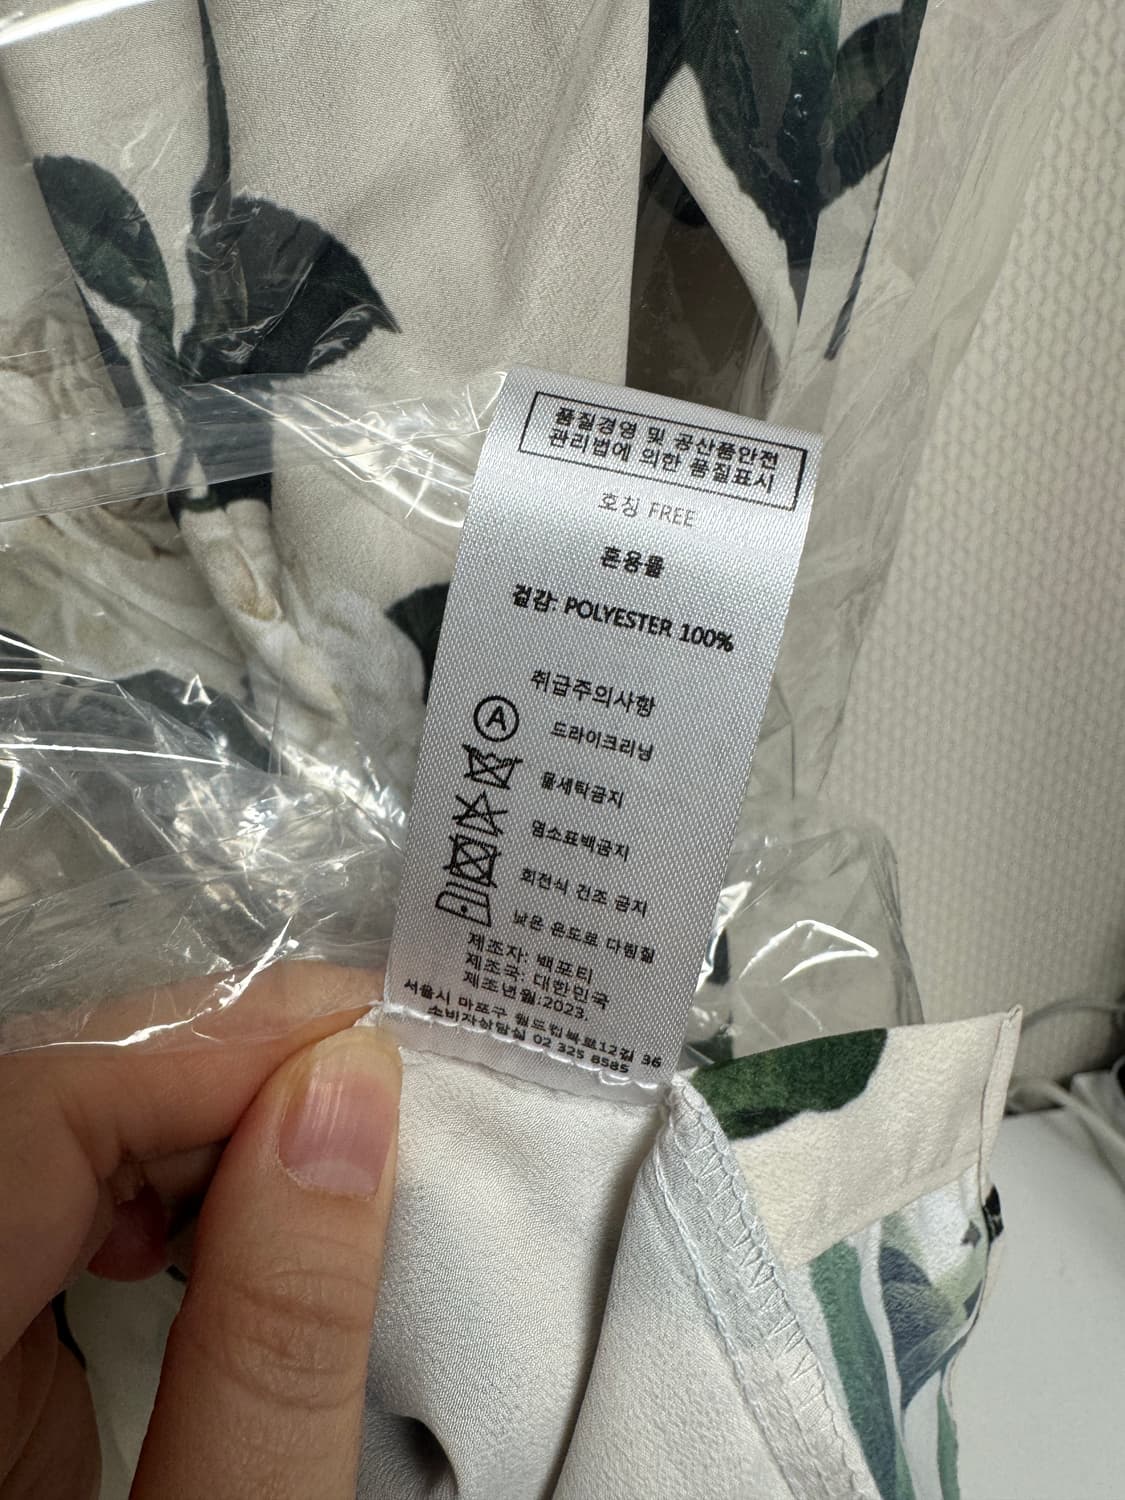 품질경영 및 공산품안전
관리법에 의한 품질표시
호칭 FREE
혼용률
겉감: POLYESTER 100%
취급주의사항
A 드라이크리닝
물세탁금지
염소표백금지
회전식 건조 금지
낮은 온도로 다림질
제조자: 백포티
제조국: 대한민국
제조년월:2023.
서울시 마포구 월드컵북로12길 36
소비자상담실 02 325 8585